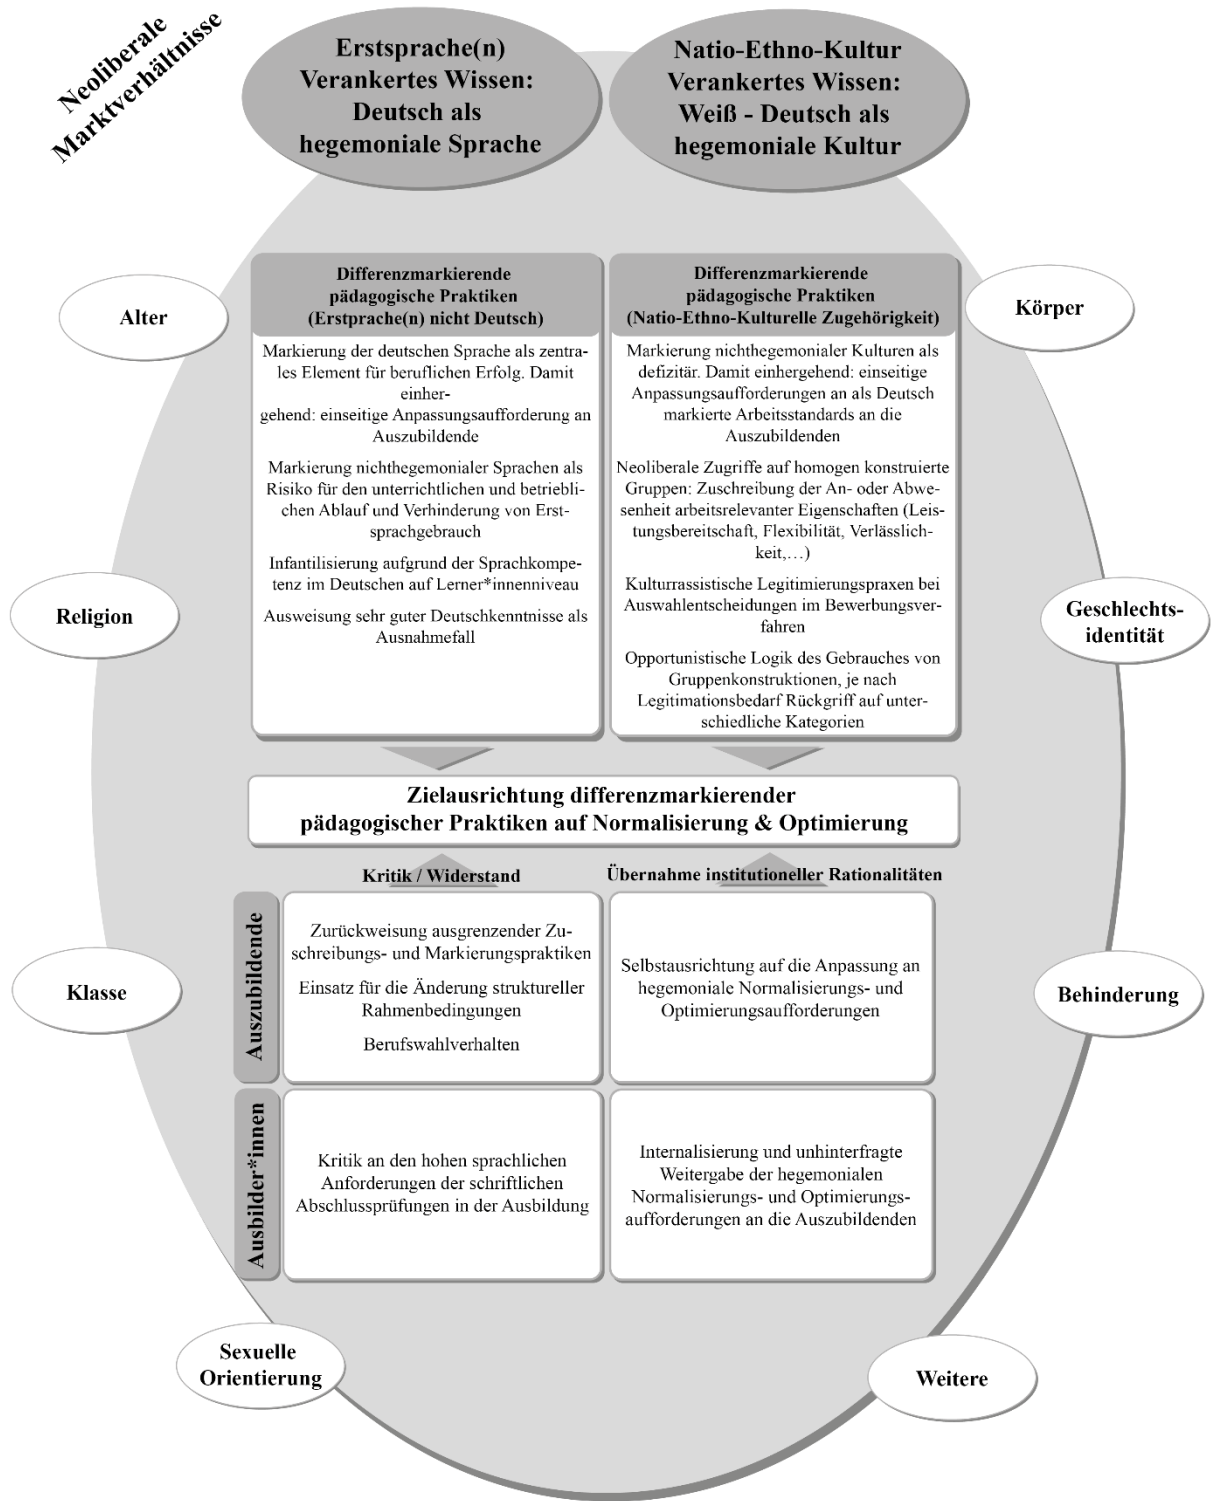 Neoliberale
Marktverhältnisse
Erstsprache(n)
Verankertes Wissen:
Deutsch als
hegemoniale Sprache
Natio-Ethno-Kultur
Verankertes Wissen:
Weiß - Deutsch als
hegemoniale Kultur
Alter
Religion
Klasse
Sexuelle
Orientierung
Differenzmarkierende
pädagogische Praktiken
(Erstprache(n) nicht Deutsch)
Markierung der deutschen Sprache als zentra-
les Element für beruflichen Erfolg. Damit
einher-
gehend: einseitige Anpassungsaufforderung an
Auszubildende
Markierung nichthegemonialer Sprachen als
Risiko für den unterrichtlichen und betriebli-
chen Ablauf und Verhinderung von Erst-
sprachgebrauch
Infantilisierung aufgrund der Sprachkompe-
tenz im Deutschen auf Lerner*innenniveau
Ausweisung sehr guter Deutschkenntnisse als
Ausnahmefall
Differenzmarkierende
pädagogische Praktiken
(Natio-Ethno-Kulturelle Zugehörigkeit)
Markierung nichthegemonialer Kulturen als
defizitär. Damit einhergehend: einseitige
Anpassungsaufforderungen an als Deutsch
markierte Arbeitsstandards an die
Auszubildenden
Neoliberale Zugriffe auf homogen konstruierte
Gruppen: Zuschreibung der An- oder Abwe-
senheit arbeitsrelevanter Eigenschaften (Leis-
tungsbereitschaft, Flexibilität, Verlässlich-
keit,…)
Kulturrassistische Legitimierungspraxen bei
Auswahlentscheidungen im Bewerbungsver-
fahren
Opportunistische Logik des Gebrauches von
Gruppenkonstruktionen, je nach
Legitimationsbedarf Rückgriff auf unter-
schiedliche Kategorien
Zielausrichtung differenzmarkierender
pädagogischer Praktiken auf Normalisierung & Optimierung
Kritik / Widerstand
Übernahme institutioneller Rationalitäten
Auszubildende
Zurückweisung ausgrenzender Zu-
schreibungs- und Markierungspraktiken
Einsatz für die Änderung struktureller
Rahmenbedingungen
Berufswahlverhalten
Selbstausrichtung auf die Anpassung an
hegemoniale Normalisierungs- und
Optimierungsaufforderungen
Ausbilder*innen
Kritik an den hohen sprachlichen
Anforderungen der schriftlichen
Abschlussprüfungen in der Ausbildung
Internalisierung und unhinterfragte
Weitergabe der hegemonialen
Normalisierungs- und Optimierungs-
aufforderungen an die Auszubildenden
Körper
Geschlechts-
identität
Behinderung
Weitere